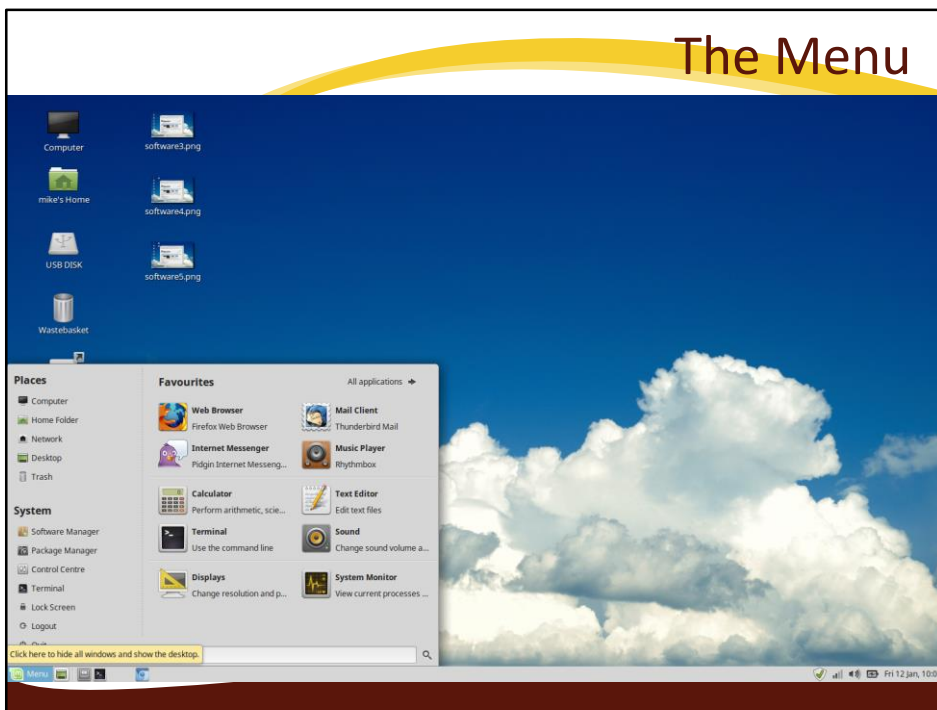 The Menu
Computer
software3.png
mike's Home
software4.png
USB DISK
software5.png
Wastebasket
Places
Computer
Home Folder
Network
Desktop
Trash
System
Software Manager
Package Manager
Control Centre
Terminal
Lock Screen
Logout
Favourites
All applications
Web Browser
Firefox Web Browser
Mail Client
Thunderbird Mail
Internet Messenger
Pidgin Internet Messeng...
Music Player
Rhythmbox
Calculator
Perform arithmetic, scie...
Text Editor
Edit text files
Terminal
Use the command line
Sound
Change sound volume a...
Displays
Change resolution and p...
System Monitor
View current processes ...
Click here to hide all windows and show the desktop.
Menu
Fri 12 Jan, 10:0